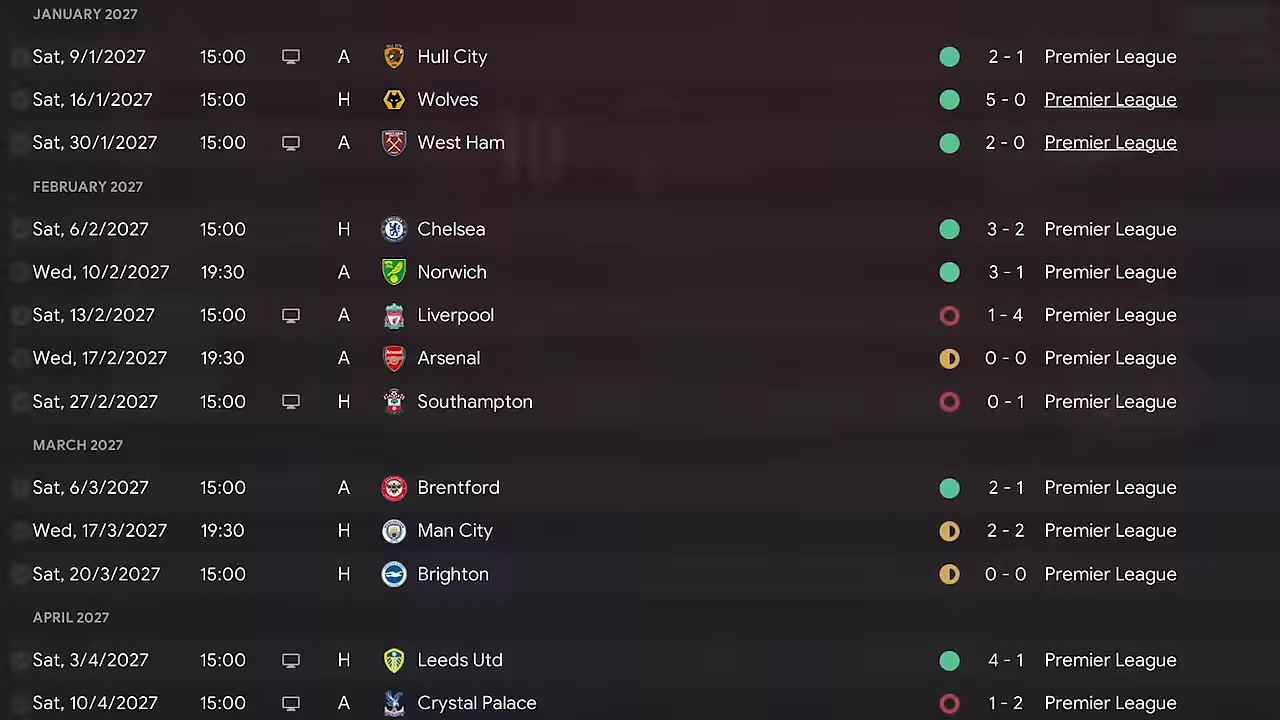 JANUARY 2027
Sat, 9/1/2027 15:00 A Hull City 2 - 1 Premier League
Sat, 16/1/2027 15:00 H Wolves 5 - 0 Premier League
Sat, 30/1/2027 15:00 A West Ham 2 - 0 Premier League
FEBRUARY 2027
Sat, 6/2/2027 15:00 H Chelsea 3 - 2 Premier League
Wed, 10/2/2027 19:30 A Norwich 3 - 1 Premier League
Sat, 13/2/2027 15:00 A Liverpool 1 - 4 Premier League
Wed, 17/2/2027 19:30 A Arsenal 0 - 0 Premier League
Sat, 27/2/2027 15:00 H Southampton 0 - 1 Premier League
MARCH 2027
Sat, 6/3/2027 15:00 A Brentford 2 - 1 Premier League
Wed, 17/3/2027 19:30 H Man City 2 - 2 Premier League
Sat, 20/3/2027 15:00 H Brighton 0 - 0 Premier League
APRIL 2027
Sat, 3/4/2027 15:00 H Leeds Utd 4 - 1 Premier League
Sat, 10/4/2027 15:00 A Crystal Palace 1 - 2 Premier League